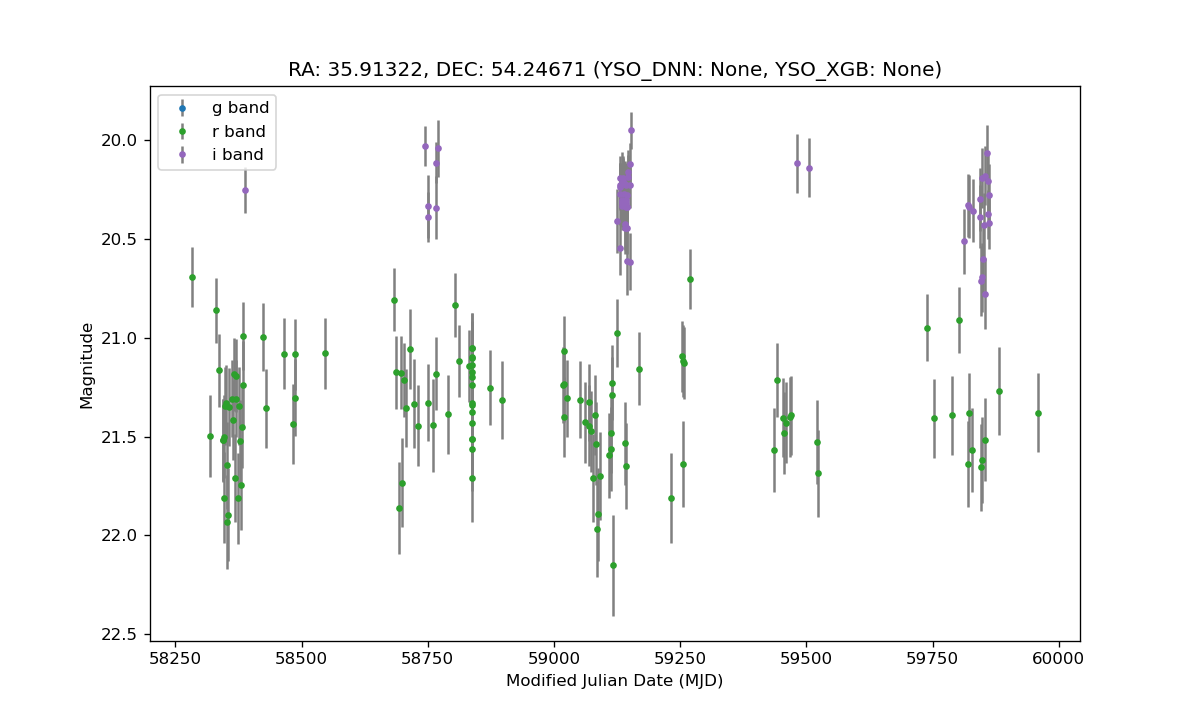 RA: 35.91322, DEC: 54.24671 (YSO_DNN: None, YSO_XGB: None)
g band
r band
i band
20.0
20.5
21.0
21.5
22.0
22.5
Magnitude
58250 58500 58750 59000 59250 59500 59750 60000
Modified Julian Date (MJD)